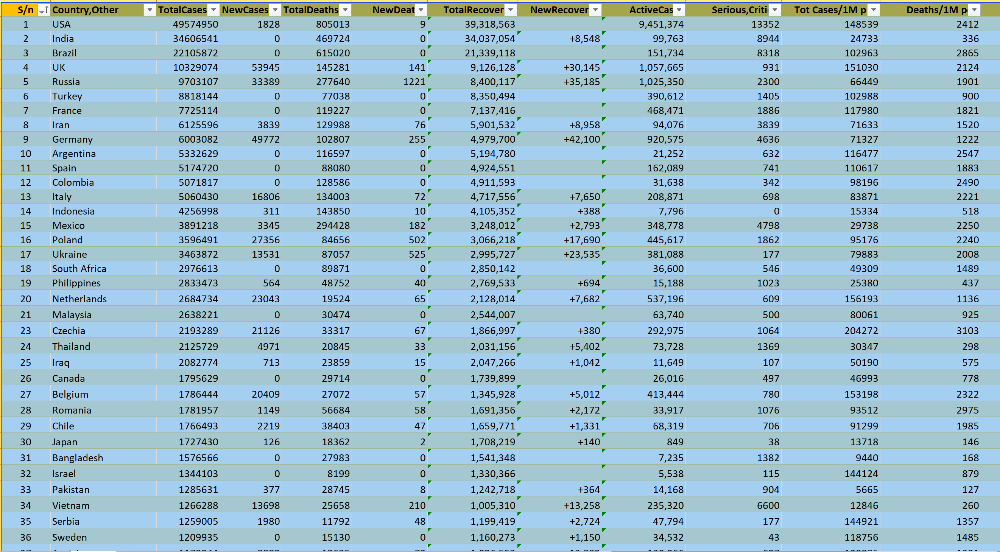 S/n Country,Other TotalCases NewCases TotalDeaths NewDeat TotalRecover NewRecover ActiveCas Serious,Critic Tot Cases/1M p Deaths/1M p
1 USA 49574950 1828 805013 9 39,318,563 9,451,374 13352 148539 2412
2 India 34606541 0 469724 0 34,037,054 +8,548 99,763 8944 24733 336
3 Brazil 22105872 0 615020 0 21,339,118 151,734 8318 102963 2865
4 UK 10329074 53945 145281 141 9,126,128 +30,145 1,057,665 931 151030 2124
5 Russia 9703107 33389 277640 1221 8,400,117 +35,185 1,025,350 2300 66449 1901
6 Turkey 8818144 0 77038 0 8,350,494 390,612 1405 102988 900
7 France 7725114 0 119227 0 7,137,416 468,471 1886 117980 1821
8 Iran 6125596 3839 129988 76 5,901,532 +8,958 94,076 3839 71633 1520
9 Germany 6003082 49772 102807 255 4,979,700 +42,100 920,575 4636 71327 1222
10 Argentina 5332629 0 116597 0 5,194,780 21,252 632 116477 2547
11 Spain 5174720 0 88080 0 4,924,551 162,089 741 110617 1883
12 Colombia 5071817 0 128586 0 4,911,593 31,638 342 98196 2490
13 Italy 5060430 16806 134003 72 4,717,556 +7,650 208,871 698 83871 2221
14 Indonesia 4256998 311 143850 10 4,105,352 +388 7,796 0 15334 518
15 Mexico 3891218 3345 294428 182 3,248,012 +2,793 348,778 4798 29738 2250
16 Poland 3596491 27356 84656 502 3,066,218 +17,690 445,617 1862 95176 2240
17 Ukraine 3463872 13531 87057 525 2,995,727 +23,535 381,088 177 79883 2008
18 South Africa 2976613 0 89871 0 2,850,142 36,600 546 49309 1489
19 Philippines 2833473 564 48752 40 2,769,533 +694 15,188 1023 25380 437
20 Netherlands 2684734 23043 19524 65 2,128,014 +7,682 537,196 609 156193 1136
21 Malaysia 2638221 0 30474 0 2,544,007 63,740 500 80061 925
23 Czechia 2193289 21126 33317 67 1,866,997 +380 292,975 1064 204272 3103
24 Thailand 2125729 4971 20845 33 2,031,156 +5,402 73,728 1369 30347 298
25 Iraq 2082774 713 23859 15 2,047,266 +1,042 11,649 107 50190 575
26 Canada 1795629 0 29714 0 1,739,899 26,016 497 46993 778
27 Belgium 1786444 20409 27072 57 1,345,928 +5,012 413,444 780 153198 2322
28 Romania 1781957 1149 56684 58 1,691,356 +2,172 33,917 1076 93512 2975
29 Chile 1766493 2219 38403 47 1,659,771 +1,331 68,319 706 91299 1985
30 Japan 1727430 126 18362 2 1,708,219 +140 849 38 13718 146
31 Bangladesh 1576566 0 27983 0 1,541,348 7,235 1382 9440 168
32 Israel 1344103 0 8199 0 1,330,366 5,538 115 144124 879
33 Pakistan 1285631 377 28745 8 1,242,718 +364 14,168 904 5665 127
34 Vietnam 1266288 13698 25658 210 1,005,310 +13,258 235,320 6600 12846 260
35 Serbia 1259005 1980 11792 48 1,199,419 +2,724 47,794 177 144921 1357
36 Sweden 1209935 0 15130 0 1,160,273 +1,150 34,532 43 118756 1485